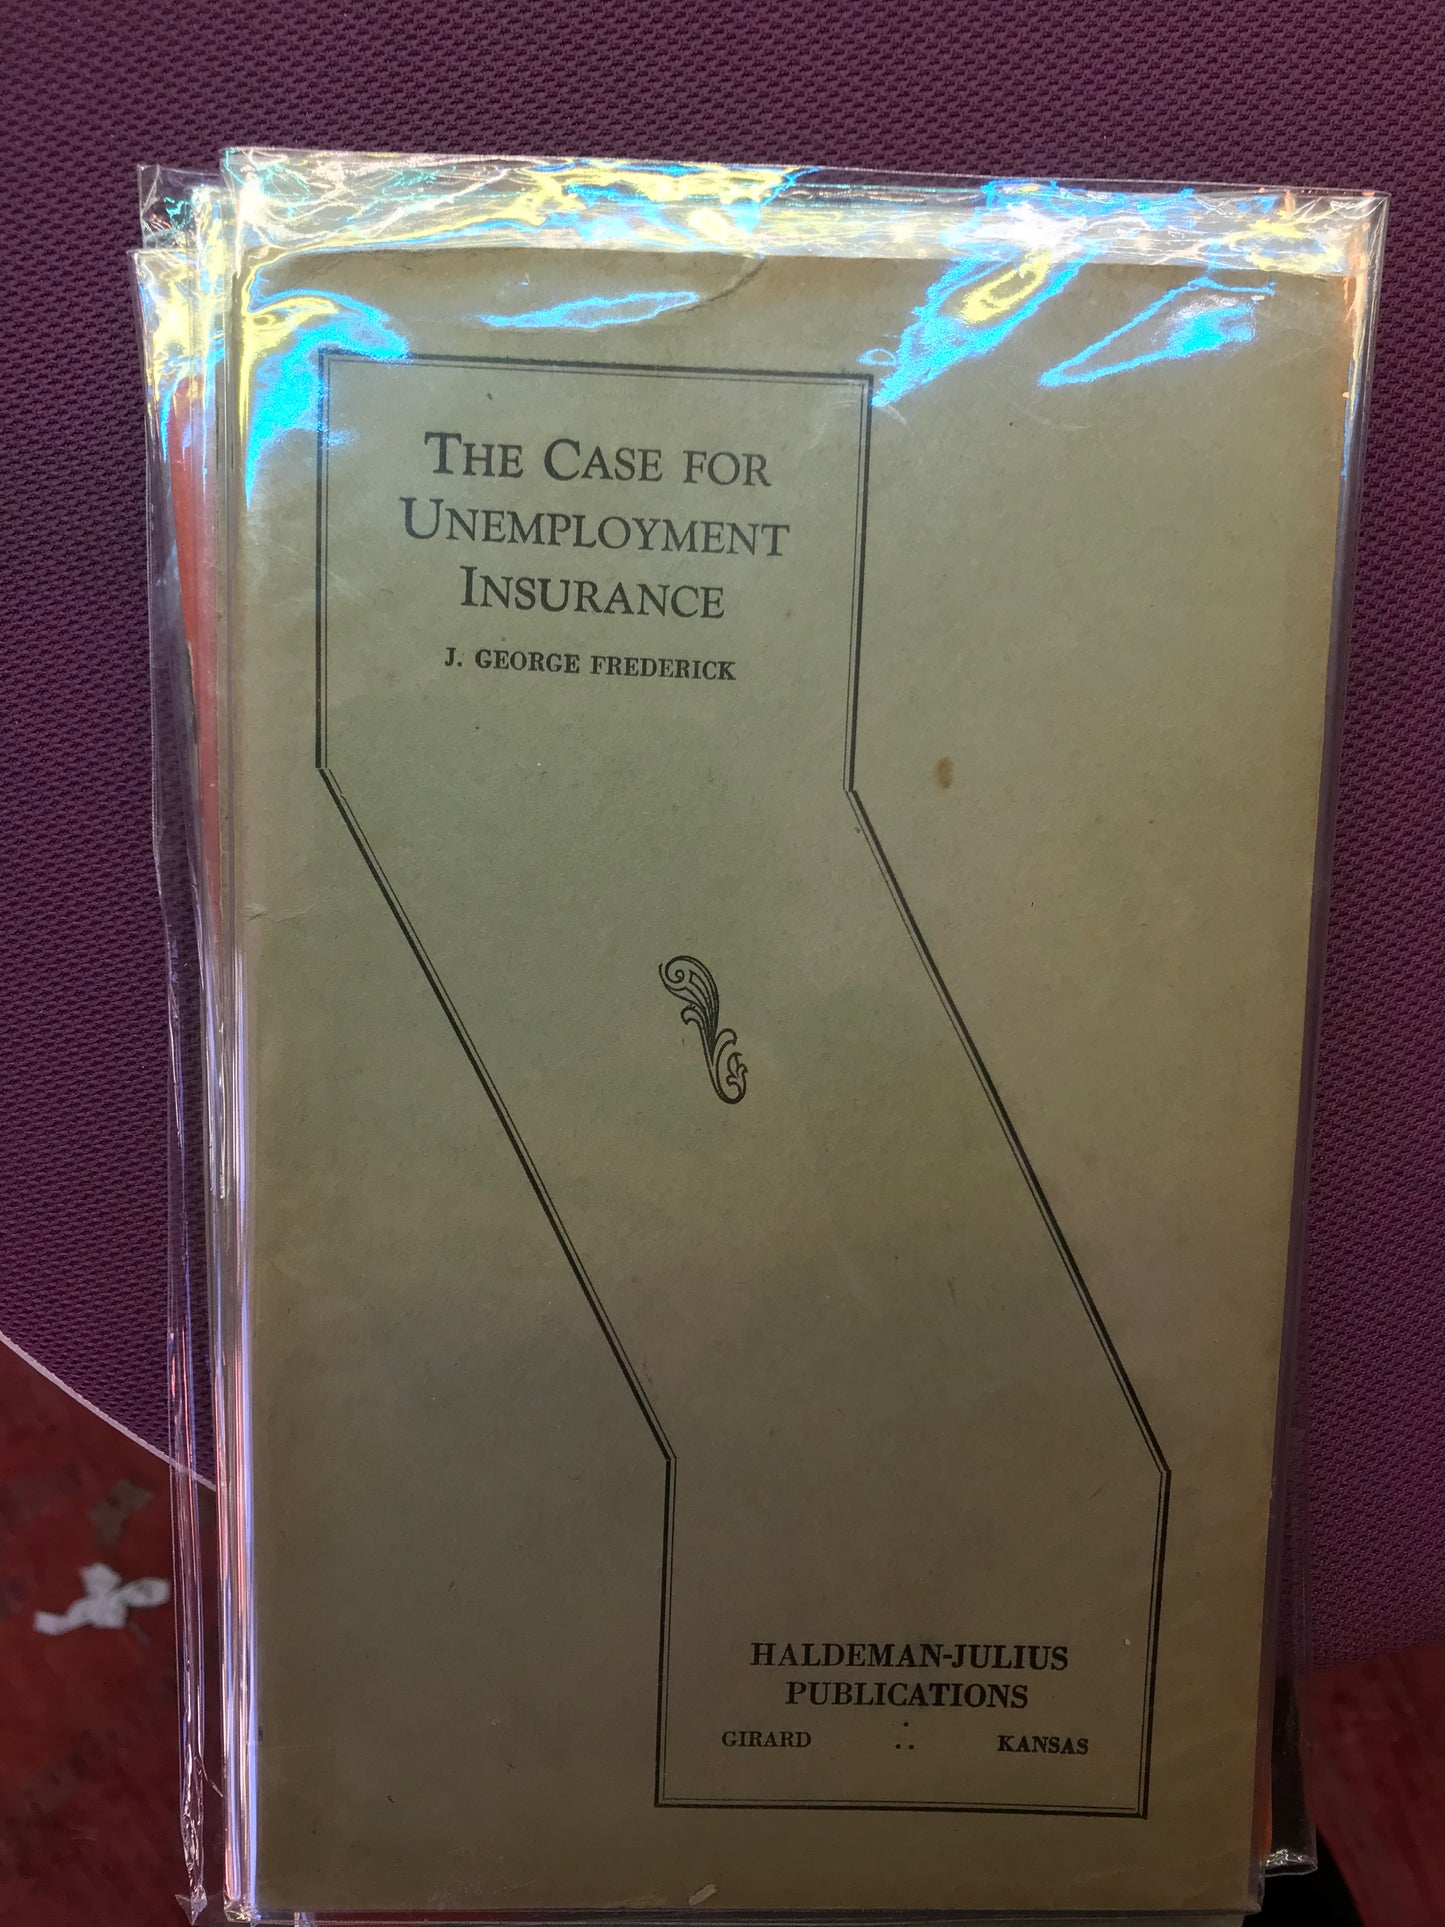 THE CASE FOR
UNEMPLOYMENT
INSURANCE
J. GEORGE FREDERICK
HALDEMAN-JULIUS
PUBLICATIONS
GIRARD ∴ KANSAS